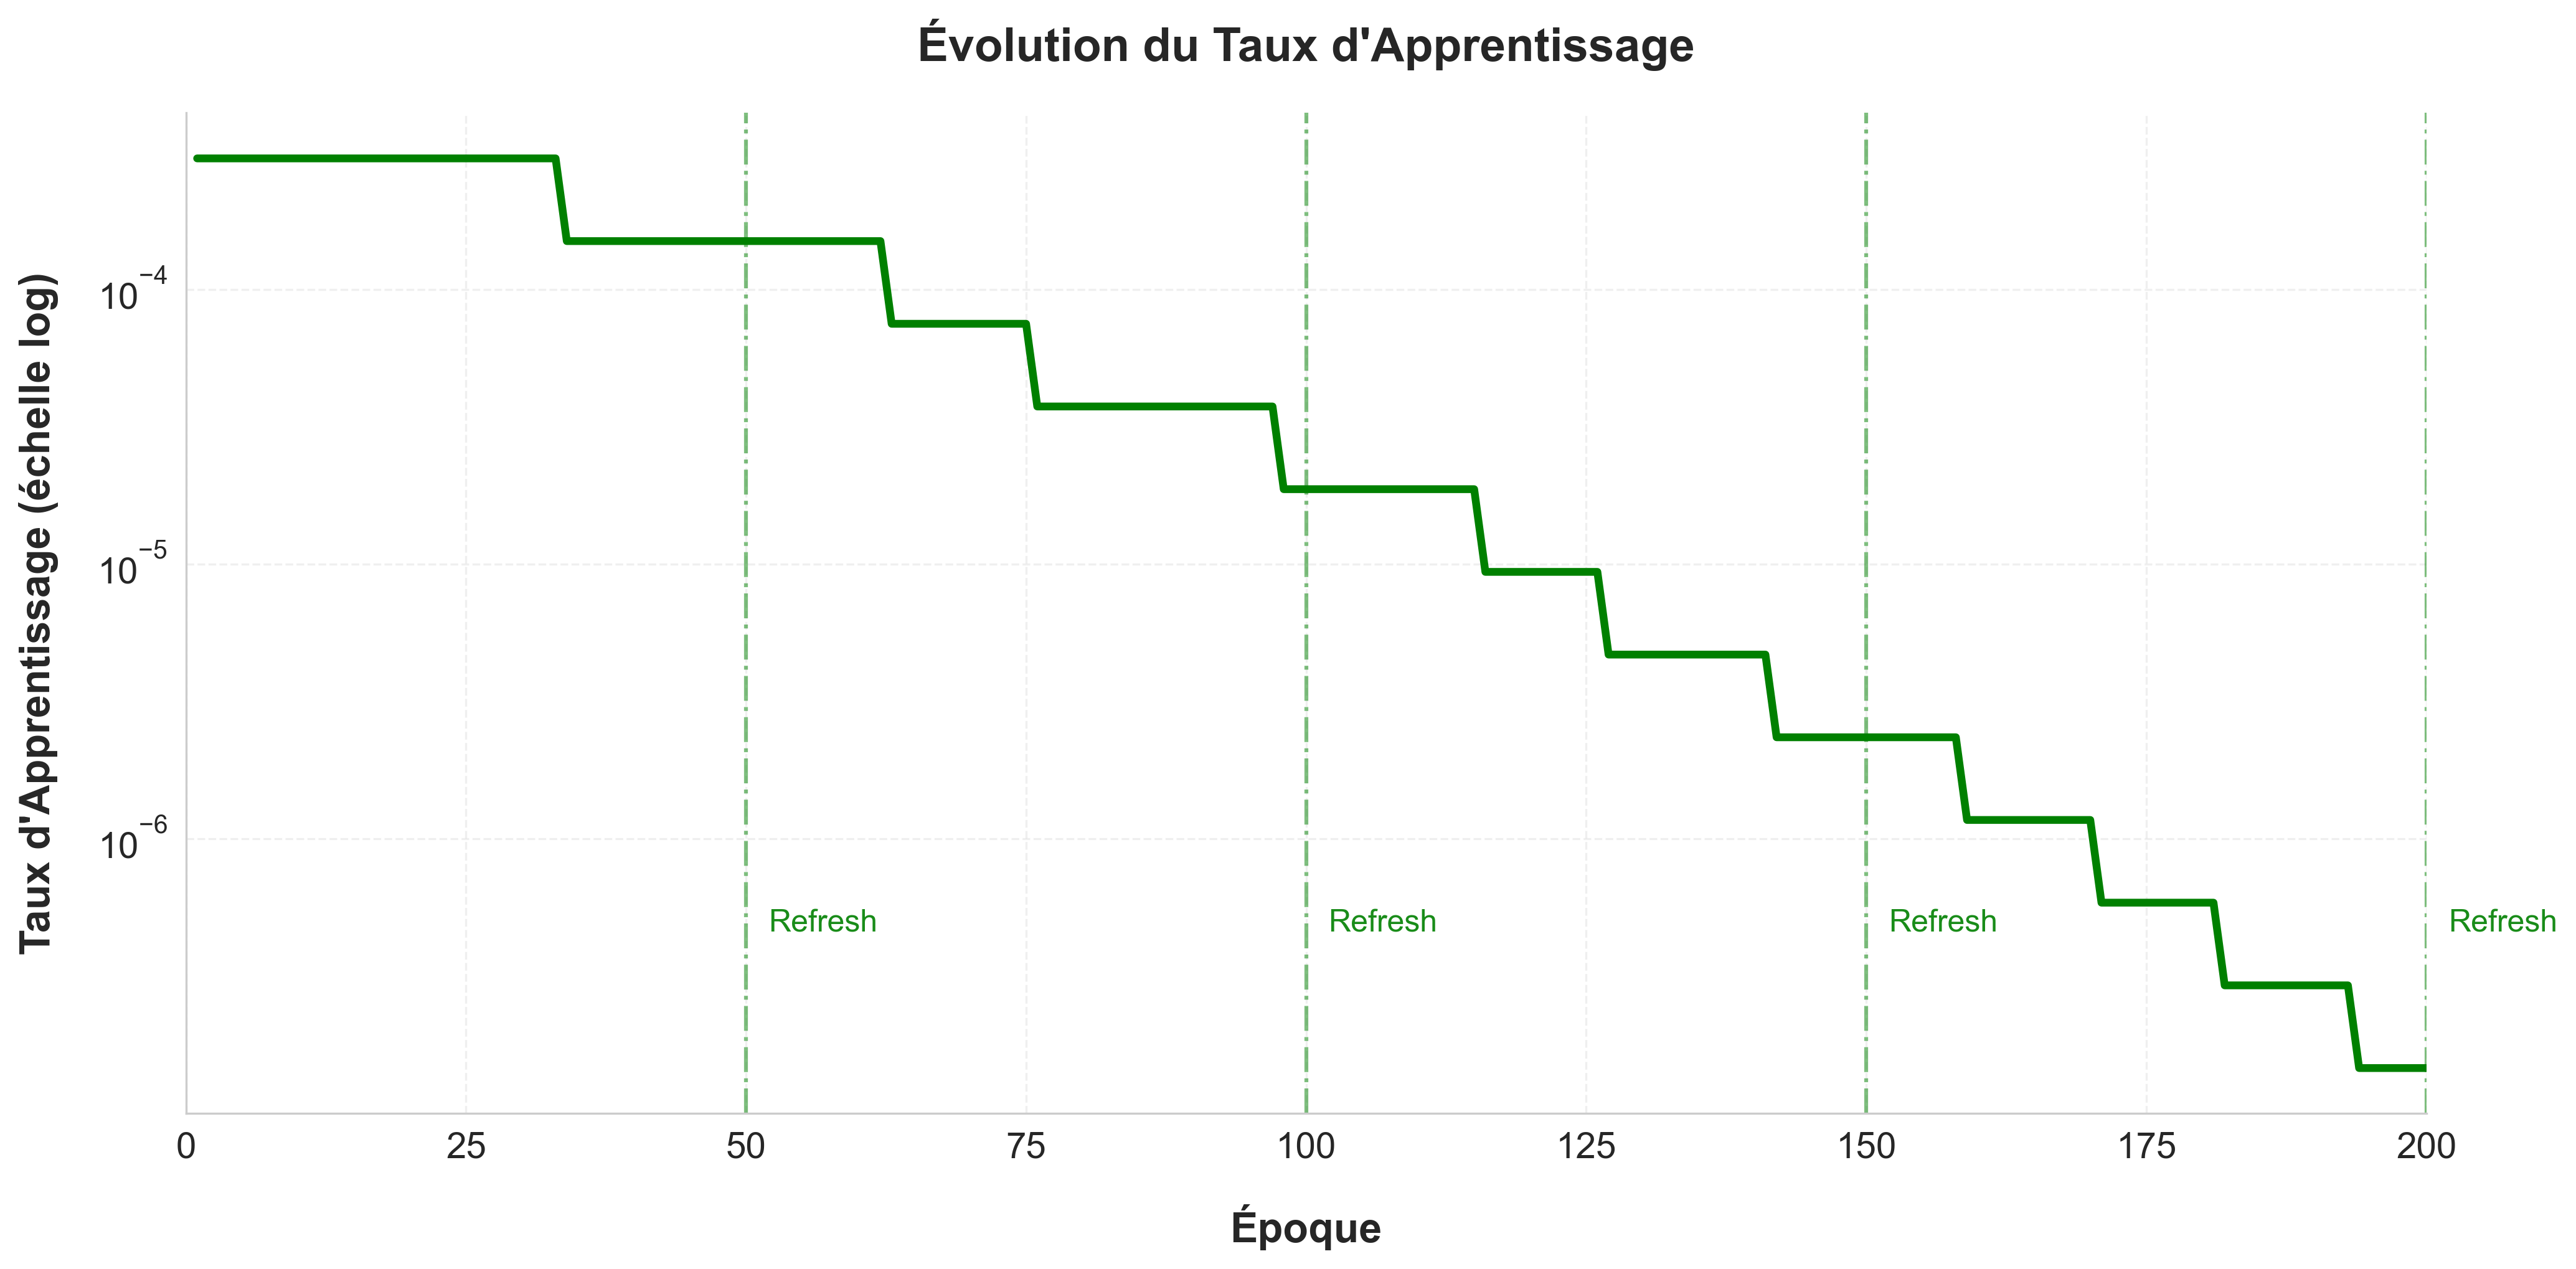 Évolution du Taux d'Apprentissage
Taux d'Apprentissage (échelle log)
10⁻⁴
10⁻⁵
10⁻⁶
Refresh
Refresh
Refresh
Refresh
0 25 50 75 100 125 150 175 200
Époque